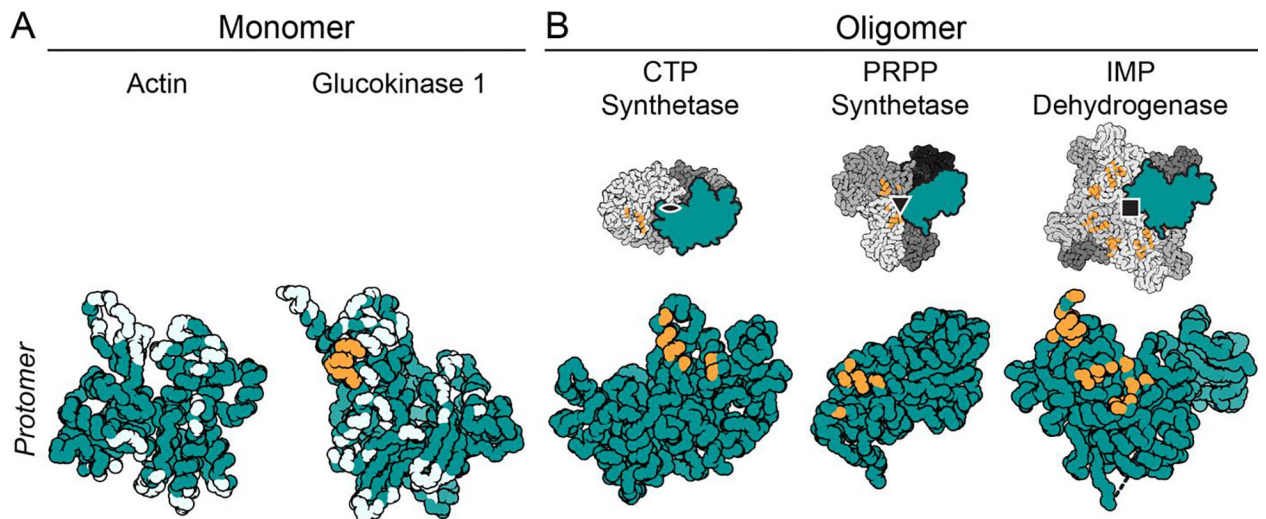 A
Monomer
B
Oligomer
Actin
Glucokinase 1
CTP
Synthetase
PRPP
Synthetase
IMP
Dehydrogenase
Protomer